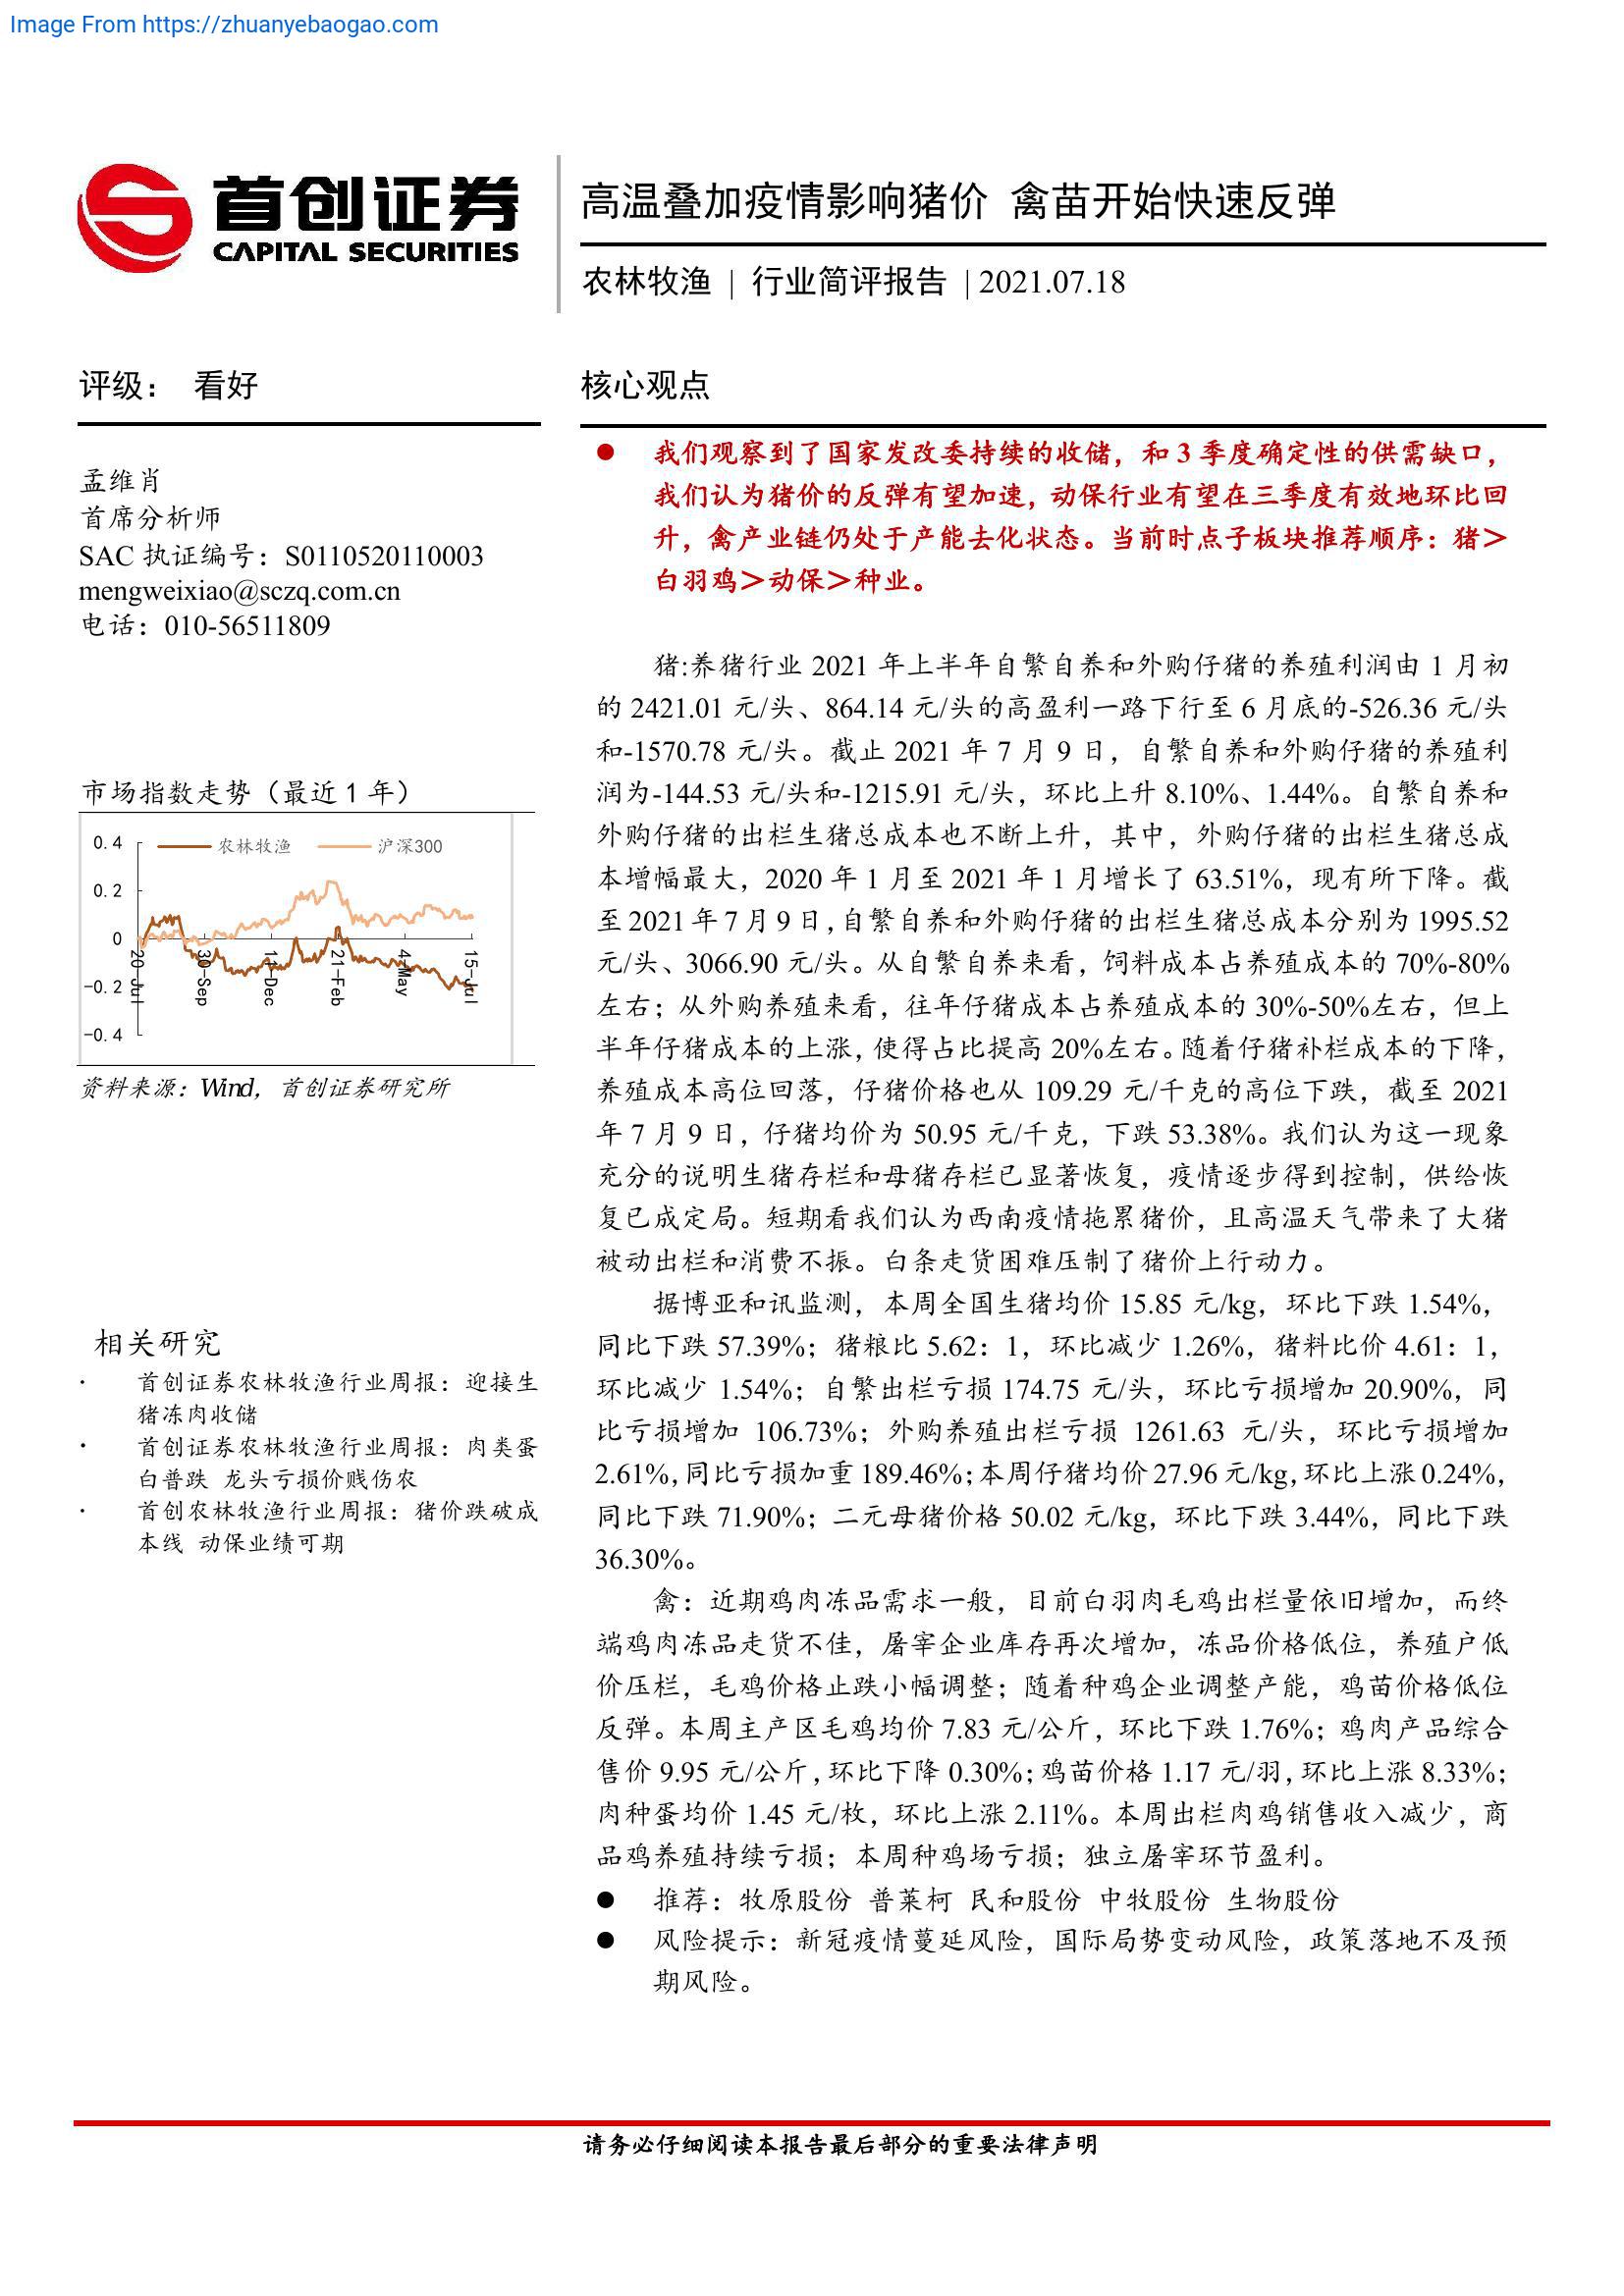 Image From https://zhuanyebaogao.com
首创证券
CAPITAL SECURITIES
高温叠加疫情影响猪价 禽苗开始快速反弹
农林牧渔 | 行业简评报告 | 2021.07.18
评级： 看好
孟维肖
首席分析师
SAC 执证编号：S0110520110003
mengweixiao@sczq.com.cn
电话：010-56511809
市场指数走势（最近 1 年）
农林牧渔 沪深300
0.4
0.2
0
-0.2
-0.4
20-Jul 30-Sep 11-Dec 21-Feb 4-May 15-Jul
资料来源：Wind，首创证券研究所
相关研究
· 首创证券农林牧渔行业周报：迎接生
猪冻肉收储
· 首创证券农林牧渔行业周报：肉类蛋
白普跌 龙头亏损价贱伤农
· 首创农林牧渔行业周报：猪价跌破成
本线 动保业绩可期
核心观点
● 我们观察到了国家发改委持续的收储，和 3 季度确定性的供需缺口，
我们认为猪价的反弹有望加速，动保行业有望在三季度有效地环比回
升，禽产业链仍处于产能去化状态。当前时点子板块推荐顺序：猪＞
白羽鸡＞动保＞种业。
猪:养猪行业 2021 年上半年自繁自养和外购仔猪的养殖利润由 1 月初
的 2421.01 元/头、864.14 元/头的高盈利一路下行至 6 月底的-526.36 元/头
和-1570.78 元/头。截止 2021 年 7 月 9 日，自繁自养和外购仔猪的养殖利
润为-144.53 元/头和-1215.91 元/头，环比上升 8.10%、1.44%。自繁自养和
外购仔猪的出栏生猪总成本也不断上升，其中，外购仔猪的出栏生猪总成
本增幅最大，2020 年 1 月至 2021 年 1 月增长了 63.51%，现有所下降。截
至 2021 年 7 月 9 日，自繁自养和外购仔猪的出栏生猪总成本分别为 1995.52
元/头、3066.90 元/头。从自繁自养来看，饲料成本占养殖成本的 70%-80%
左右；从外购养殖来看，往年仔猪成本占养殖成本的 30%-50%左右，但上
半年仔猪成本的上涨，使得占比提高 20%左右。随着仔猪补栏成本的下降，
养殖成本高位回落，仔猪价格也从 109.29 元/千克的高位下跌，截至 2021
年 7 月 9 日，仔猪均价为 50.95 元/千克，下跌 53.38%。我们认为这一现象
充分的说明生猪存栏和母猪存栏已显著恢复，疫情逐步得到控制，供给恢
复已成定局。短期看我们认为西南疫情拖累猪价，且高温天气带来了大猪
被动出栏和消费不振。白条走货困难压制了猪价上行动力。
据博亚和讯监测，本周全国生猪均价 15.85 元/kg，环比下跌 1.54%，
同比下跌 57.39%；猪粮比 5.62：1，环比减少 1.26%，猪料比价 4.61：1，
环比减少 1.54%；自繁出栏亏损 174.75 元/头，环比亏损增加 20.90%，同
比亏损增加 106.73%；外购养殖出栏亏损 1261.63 元/头，环比亏损增加
2.61%，同比亏损加重 189.46%；本周仔猪均价 27.96 元/kg，环比上涨 0.24%，
同比下跌 71.90%；二元母猪价格 50.02 元/kg，环比下跌 3.44%，同比下跌
36.30%。
禽：近期鸡肉冻品需求一般，目前白羽肉毛鸡出栏量依旧增加，而终
端鸡肉冻品走货不佳，屠宰企业库存再次增加，冻品价格低位，养殖户低
价压栏，毛鸡价格止跌小幅调整；随着种鸡企业调整产能，鸡苗价格低位
反弹。本周主产区毛鸡均价 7.83 元/公斤，环比下跌 1.76%；鸡肉产品综合
售价 9.95 元/公斤，环比下降 0.30%；鸡苗价格 1.17 元/羽，环比上涨 8.33%；
肉种蛋均价 1.45 元/枚，环比上涨 2.11%。本周出栏肉鸡销售收入减少，商
品鸡养殖持续亏损；本周种鸡场亏损；独立屠宰环节盈利。
● 推荐：牧原股份 普莱柯 民和股份 中牧股份 生物股份
● 风险提示：新冠疫情蔓延风险，国际局势变动风险，政策落地不及预
期风险。
请务必仔细阅读本报告最后部分的重要法律声明